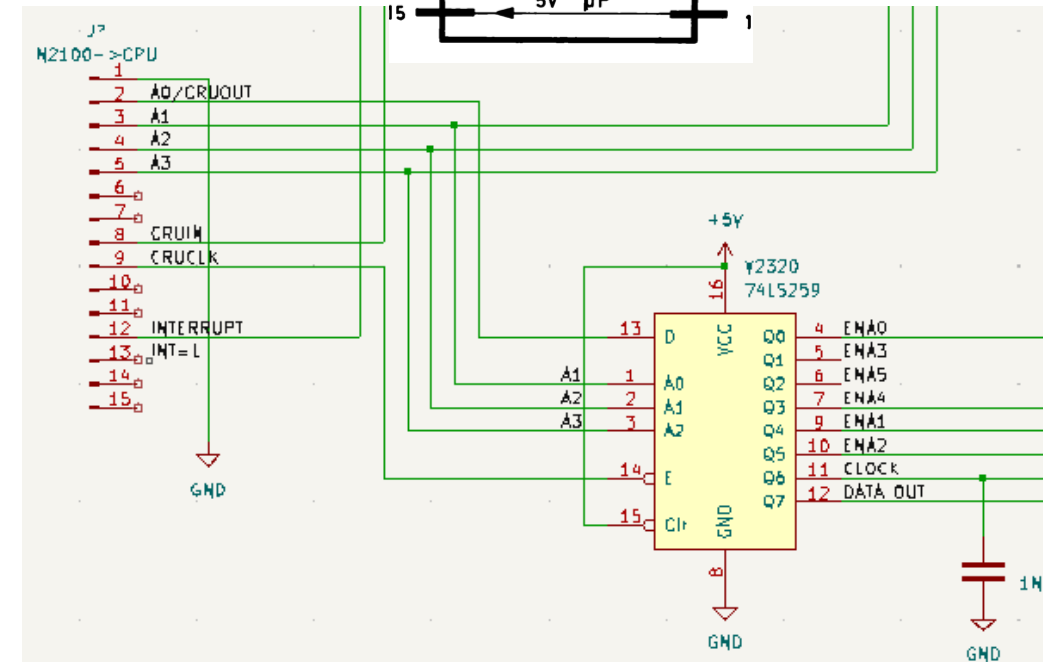 15
5V µP
1
J?
N2100->CPU
1
2 A0/CRUOUT
3 A1
4 A2
5 A3
6
7
8 CRUIN
9 CRUCLK
10
11
12 INTERRUPT
13 INT=L
14
15
GND
+5V
16
Y2320
74LS259
VCC
13 D
A1 1 A0
A2 2 A1
A3 3 A2
14 E
15 Clr
Q0 4 ENA0
Q1 5 ENA3
Q2 6 ENA5
Q3 7 ENA4
Q4 9 ENA1
Q5 10 ENA2
Q6 11 CLOCK
Q7 12 DATA OUT
GND
8
GND
1N
GND